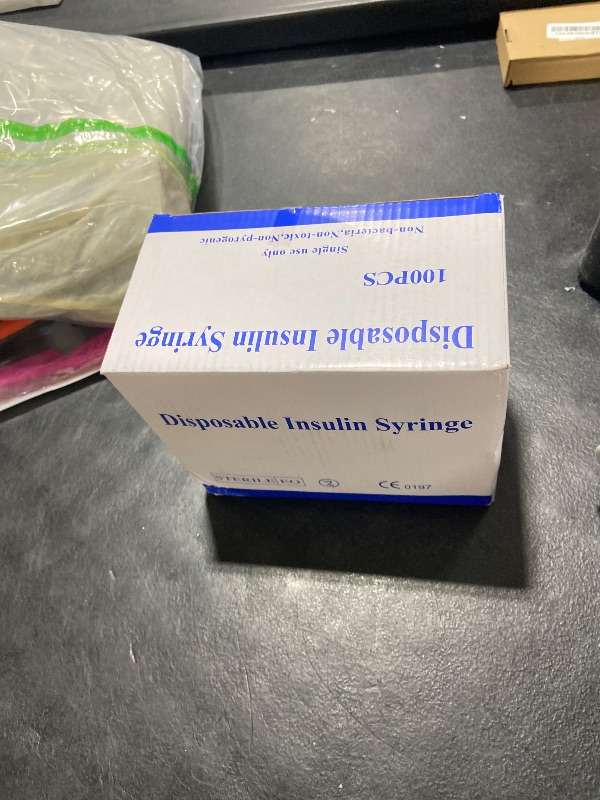 Non-bacteria,Non-toxic,Non-pyrogenic
Single use only
100PCS
Disposable Insulin Syringe
Disposable Insulin Syringe
STERILE EO
2
CE 0197